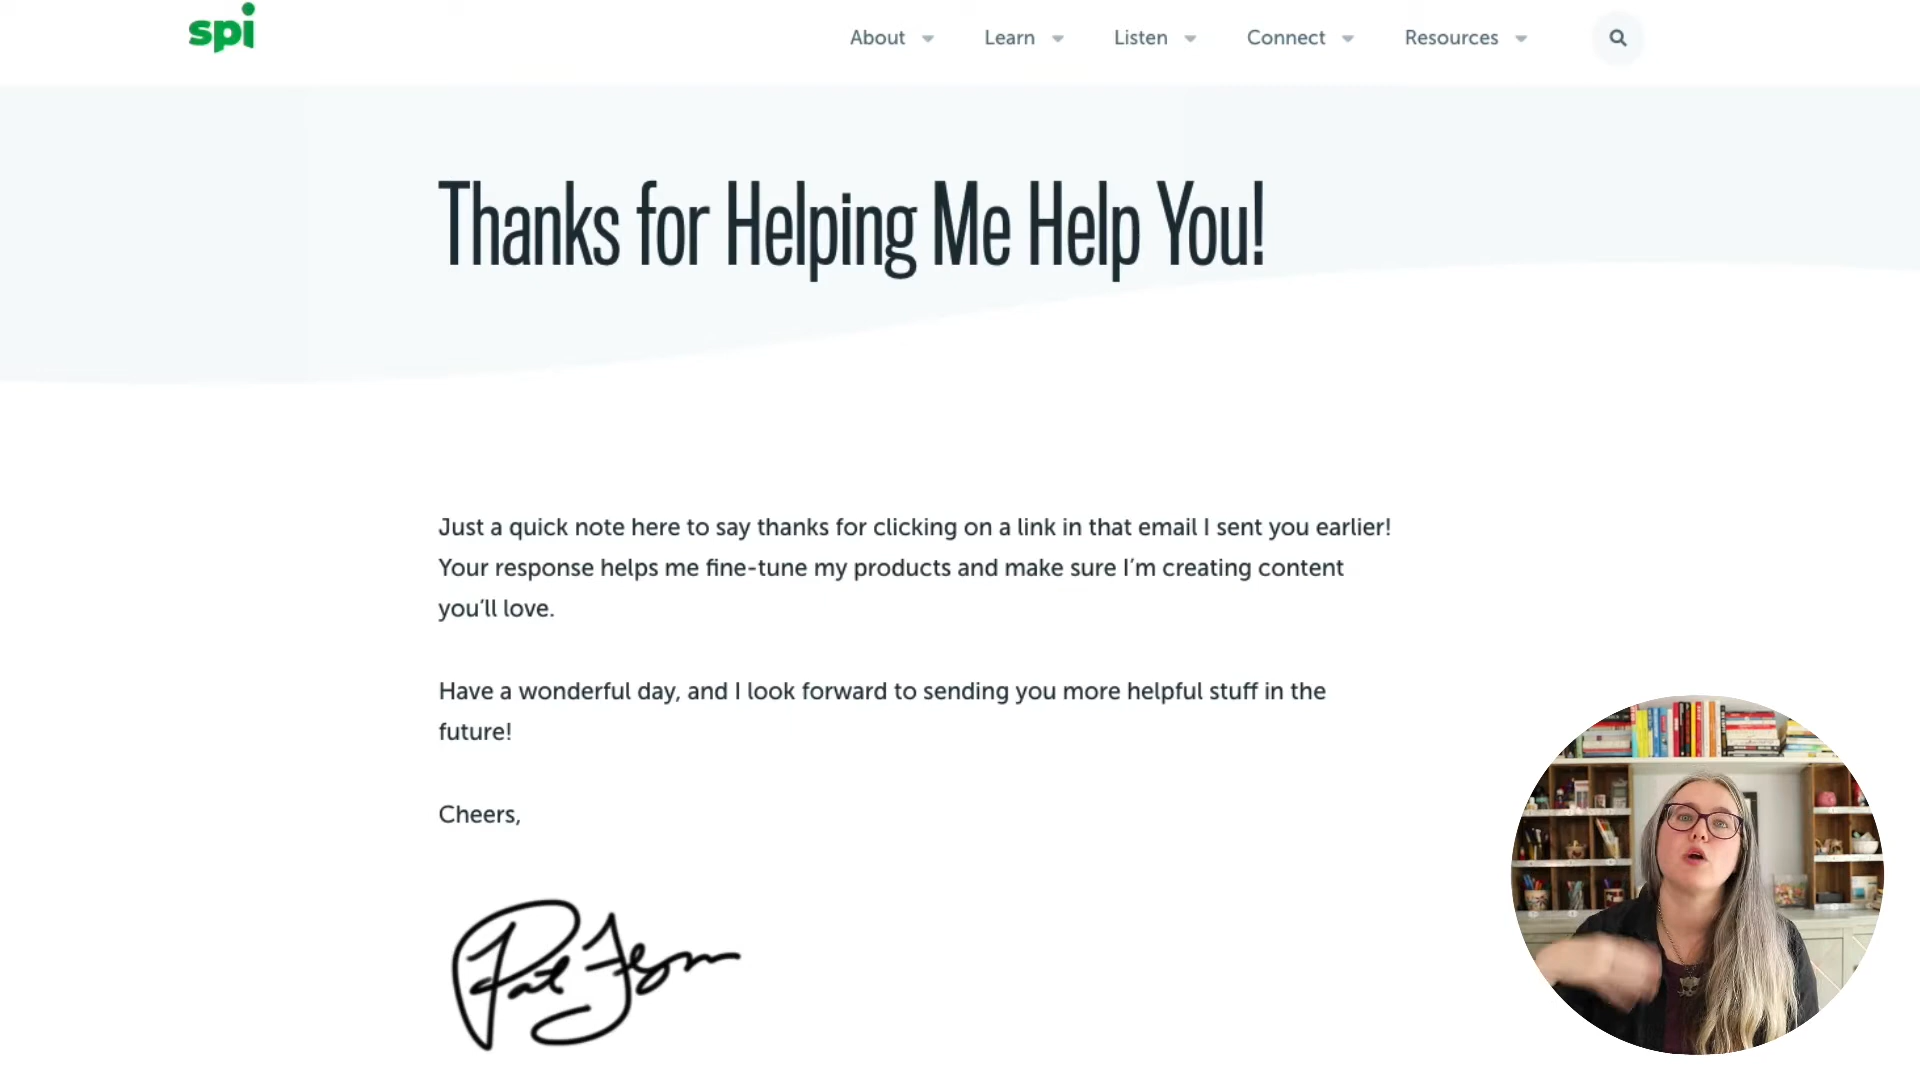 spi
About Learn Listen Connect Resources
Thanks for Helping Me Help You!
Just a quick note here to say thanks for clicking on a link in that email I sent you earlier!
Your response helps me fine-tune my products and make sure I’m creating content
you’ll love.
Have a wonderful day, and I look forward to sending you more helpful stuff in the
future!
Cheers,
Pat Flynn